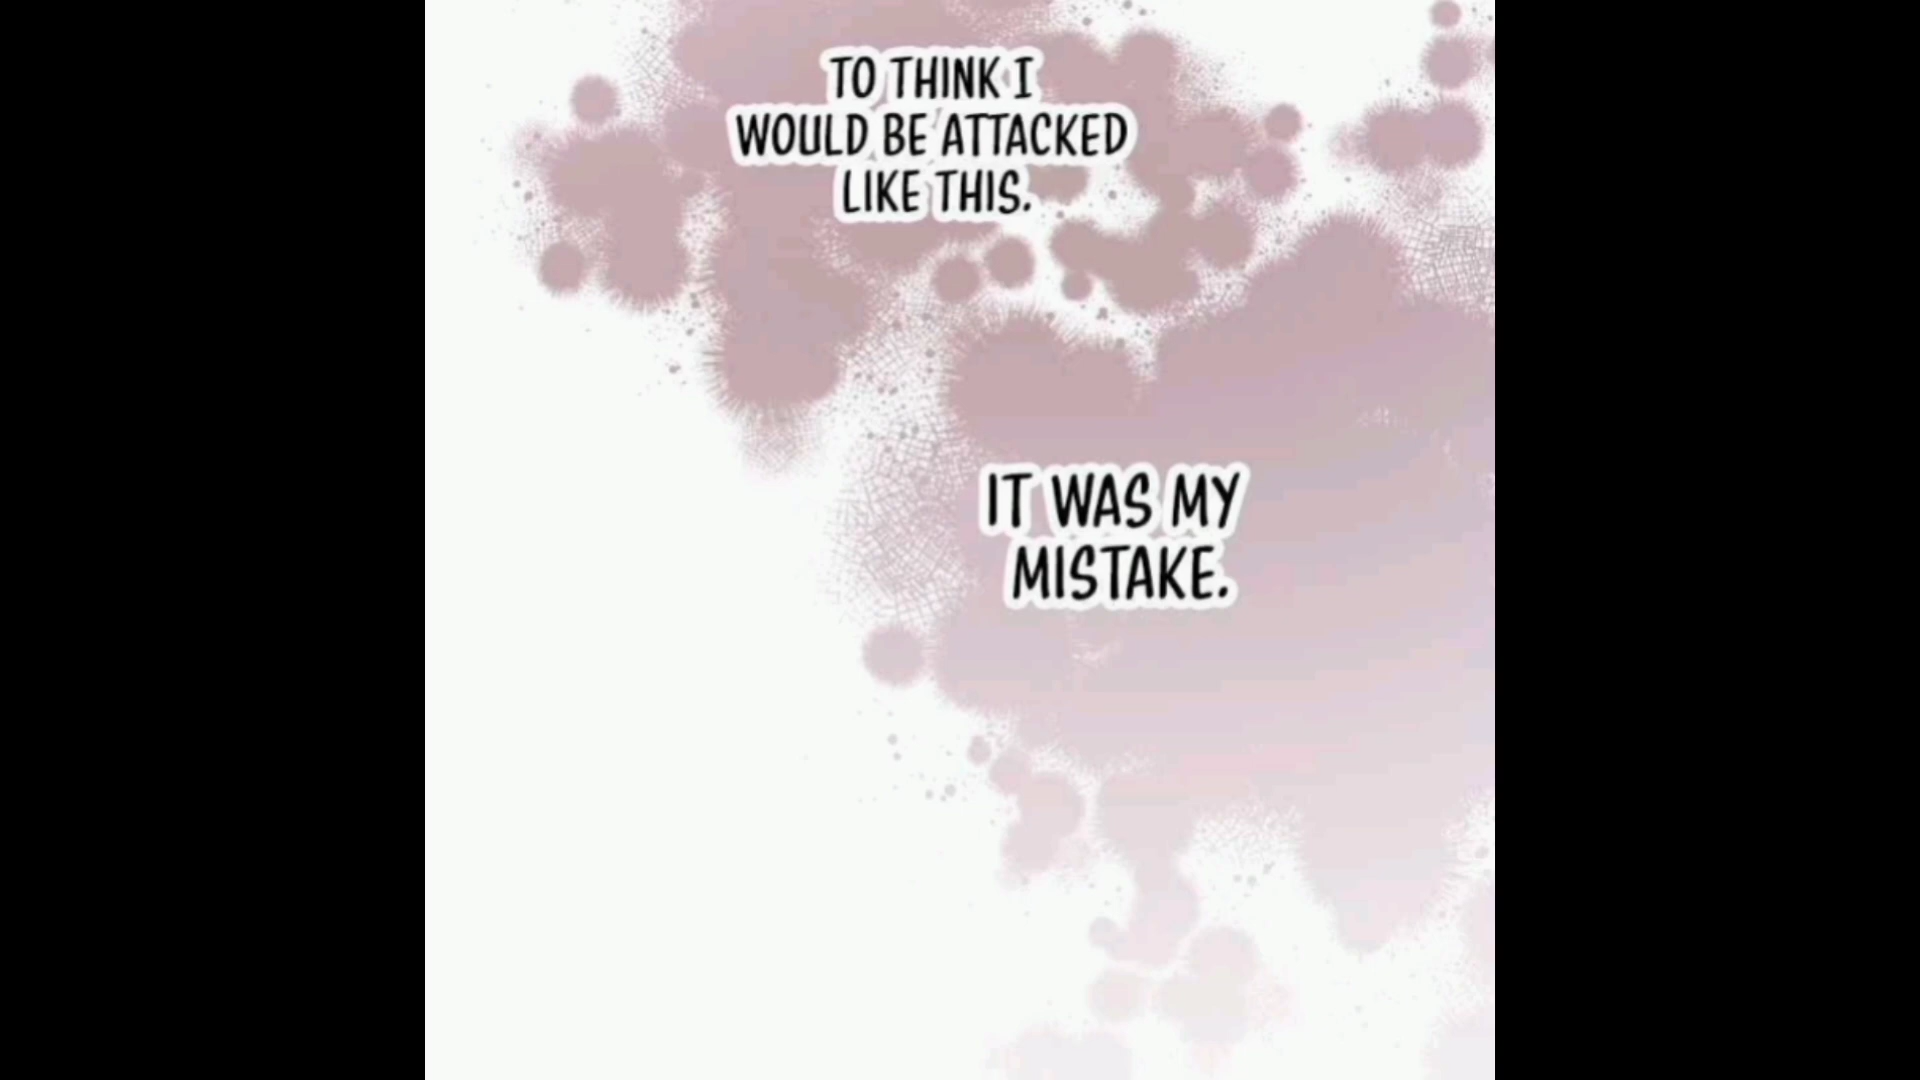 TO THINK I
WOULD BE ATTACKED
LIKE THIS.
IT WAS MY
MISTAKE.